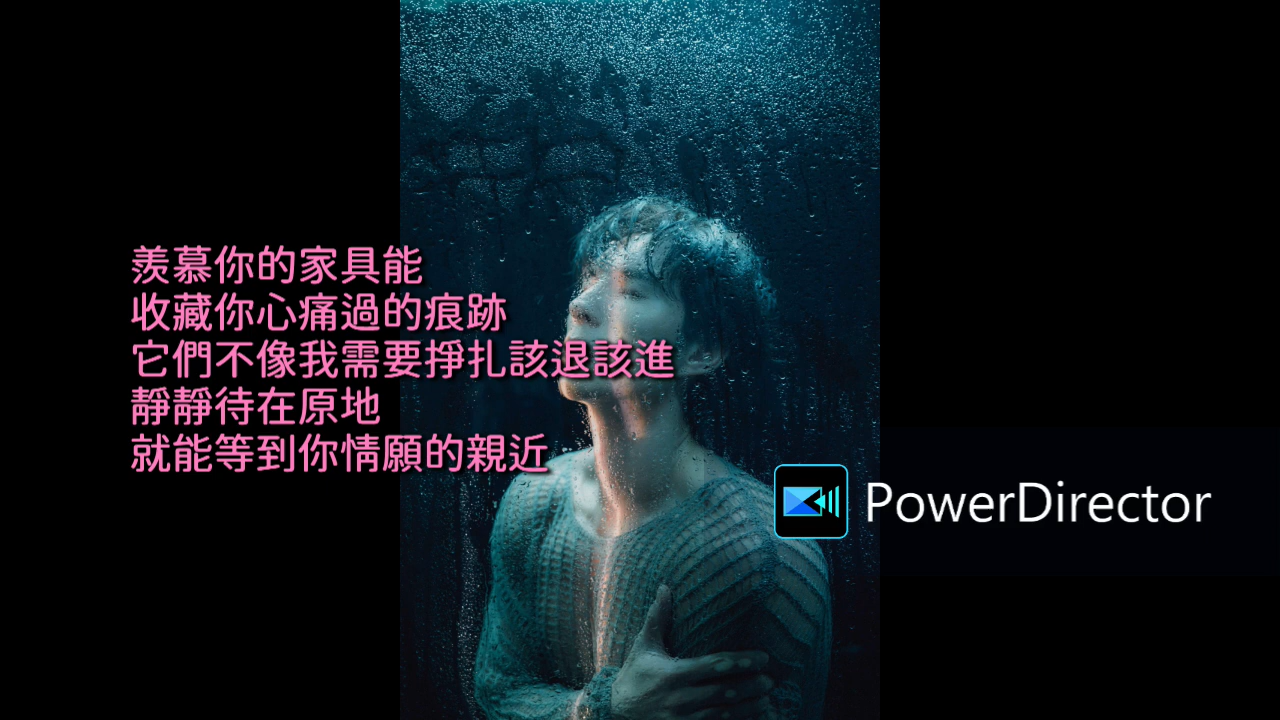 羨慕你的家具能
收藏你心痛過的痕跡
它們不像我需要掙扎該退該進
靜靜待在原地
就能等到你情願的親近
PowerDirector